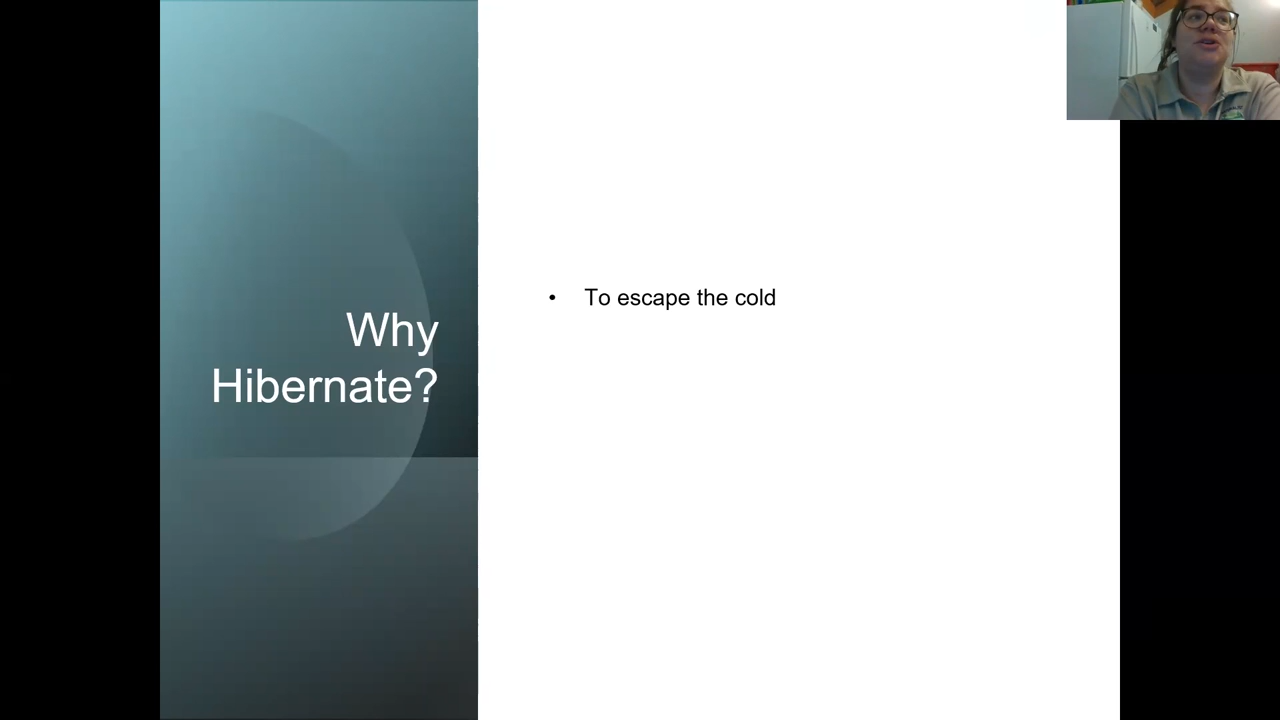 Why
Hibernate?
• To escape the cold